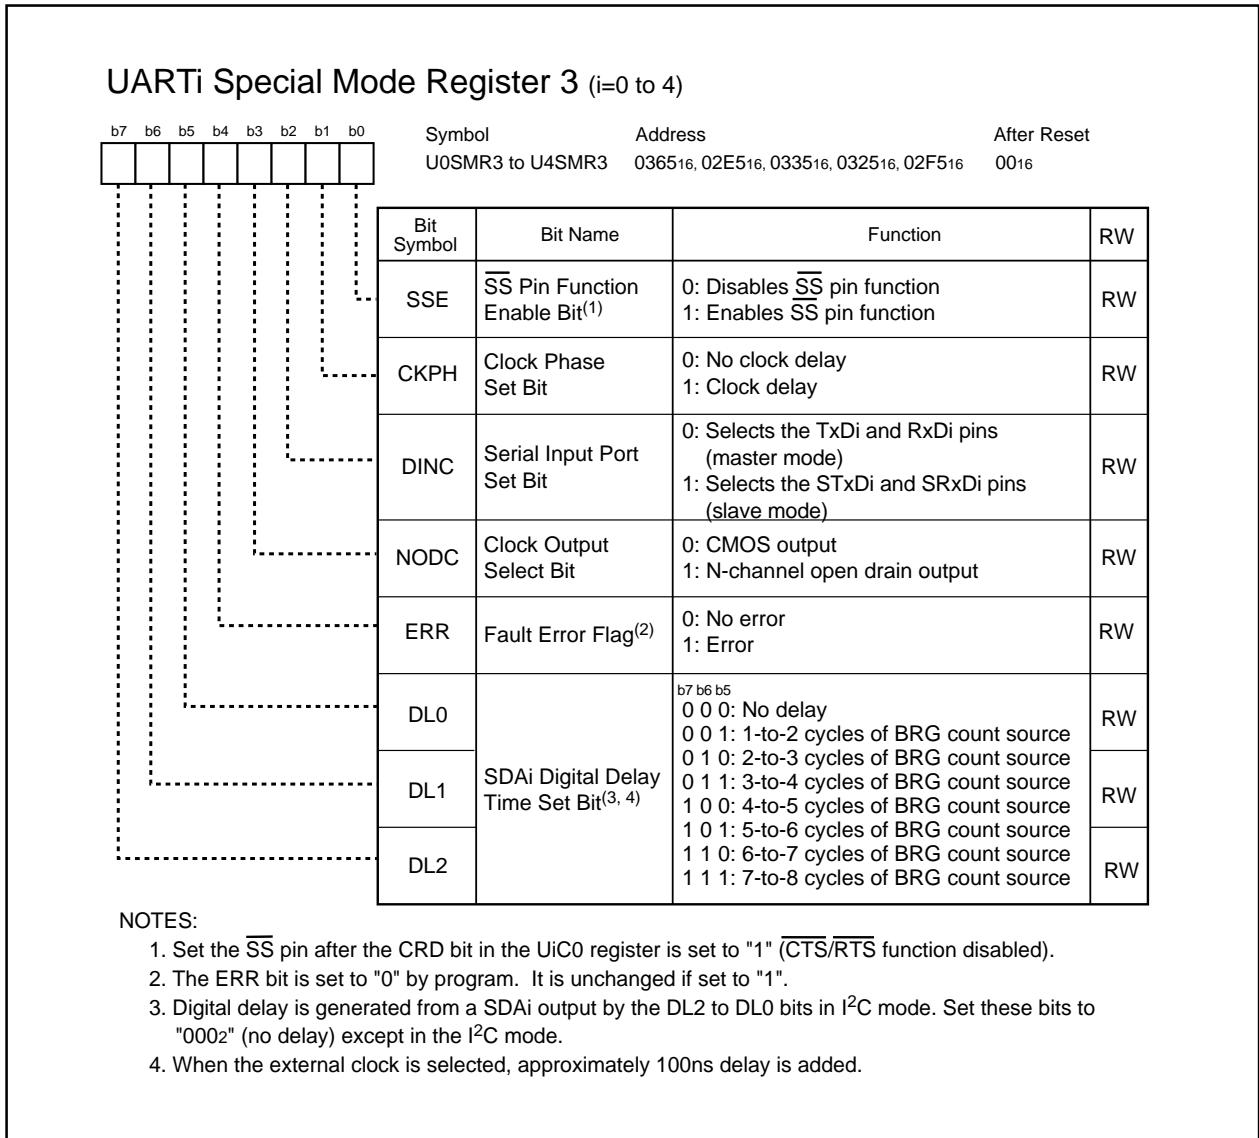 UARTi Special Mode Register 3 (i=0 to 4)
b7 b6 b5 b4 b3 b2 b1 b0
Symbol Address After Reset
U0SMR3 to U4SMR3 036516, 02E516, 033516, 032516, 02F516 0016
Bit Symbol Bit Name Function RW
SSE
SS Pin Function
Enable Bit(1)
0: Disables SS pin function
1: Enables SS pin function
RW
CKPH
Clock Phase
Set Bit
0: No clock delay
1: Clock delay
RW
DINC
Serial Input Port
Set Bit
0: Selects the TxDi and RxDi pins
(master mode)
1: Selects the STxDi and SRxDi pins
(slave mode)
RW
NODC
Clock Output
Select Bit
0: CMOS output
1: N-channel open drain output
RW
ERR
Fault Error Flag(2)
0: No error
1: Error
RW
DL0
DL1
DL2
SDAi Digital Delay
Time Set Bit(3, 4)
b7 b6 b5
0 0 0: No delay
0 0 1: 1-to-2 cycles of BRG count source
0 1 0: 2-to-3 cycles of BRG count source
0 1 1: 3-to-4 cycles of BRG count source
1 0 0: 4-to-5 cycles of BRG count source
1 0 1: 5-to-6 cycles of BRG count source
1 1 0: 6-to-7 cycles of BRG count source
1 1 1: 7-to-8 cycles of BRG count source
RW
RW
RW
NOTES:
1. Set the SS pin after the CRD bit in the UiC0 register is set to "1" (CTS/RTS function disabled).
2. The ERR bit is set to "0" by program. It is unchanged if set to "1".
3. Digital delay is generated from a SDAi output by the DL2 to DL0 bits in I2C mode. Set these bits to
"0002" (no delay) except in the I2C mode.
4. When the external clock is selected, approximately 100ns delay is added.